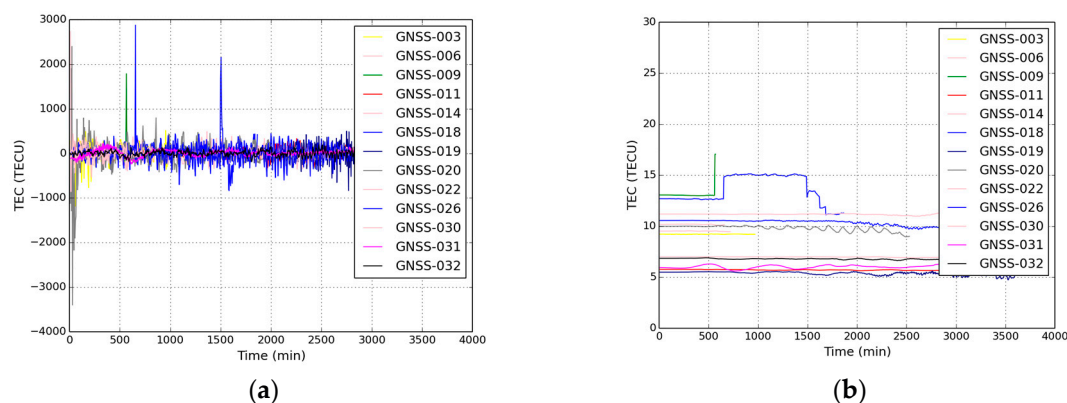 3000
2000
1000
0
−1000
−2000
−3000
−4000
TEC (TECU)
0 500 1000 1500 2000 2500 3000 3500 4000
Time (min)
GNSS-003
GNSS-006
GNSS-009
GNSS-011
GNSS-014
GNSS-018
GNSS-019
GNSS-020
GNSS-022
GNSS-026
GNSS-030
GNSS-031
GNSS-032
(a)
30
25
20
15
10
5
0
TEC (TECU)
0 500 1000 1500 2000 2500 3000 3500 4000
Time (min)
GNSS-003
GNSS-006
GNSS-009
GNSS-011
GNSS-014
GNSS-018
GNSS-019
GNSS-020
GNSS-022
GNSS-026
GNSS-030
GNSS-031
GNSS-032
(b)